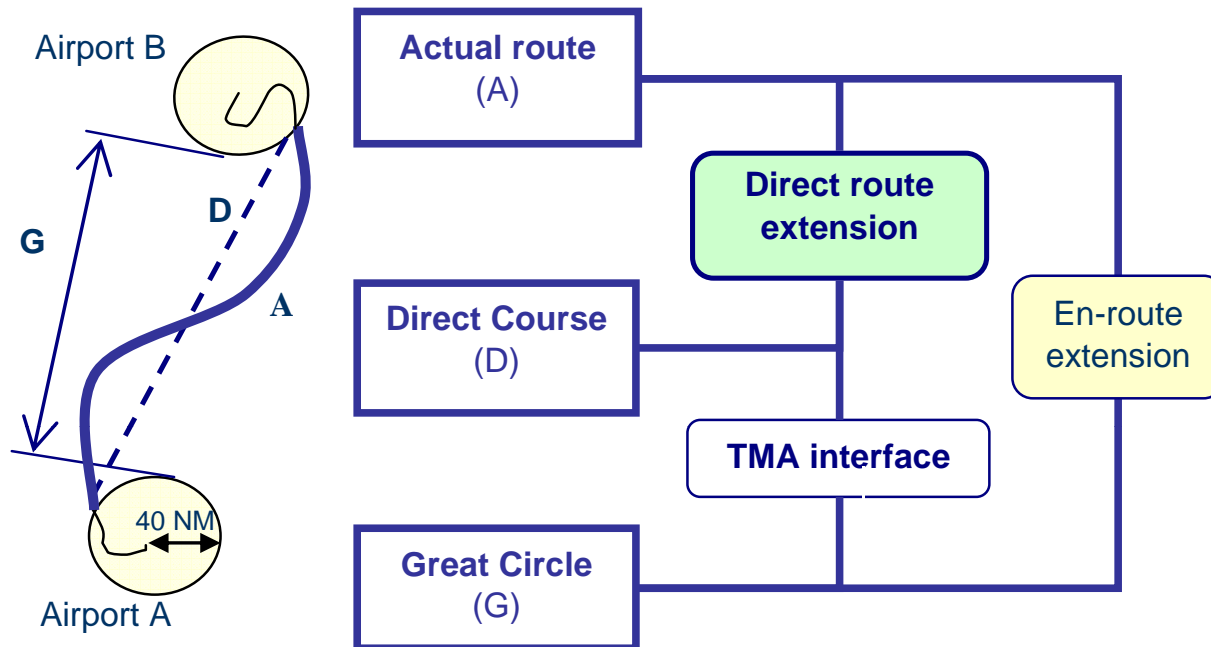 Airport B
G
D
A
40 NM
Airport A
Actual route
(A)
Direct route
extension
Direct Course
(D)
En-route
extension
TMA interface
Great Circle
(G)